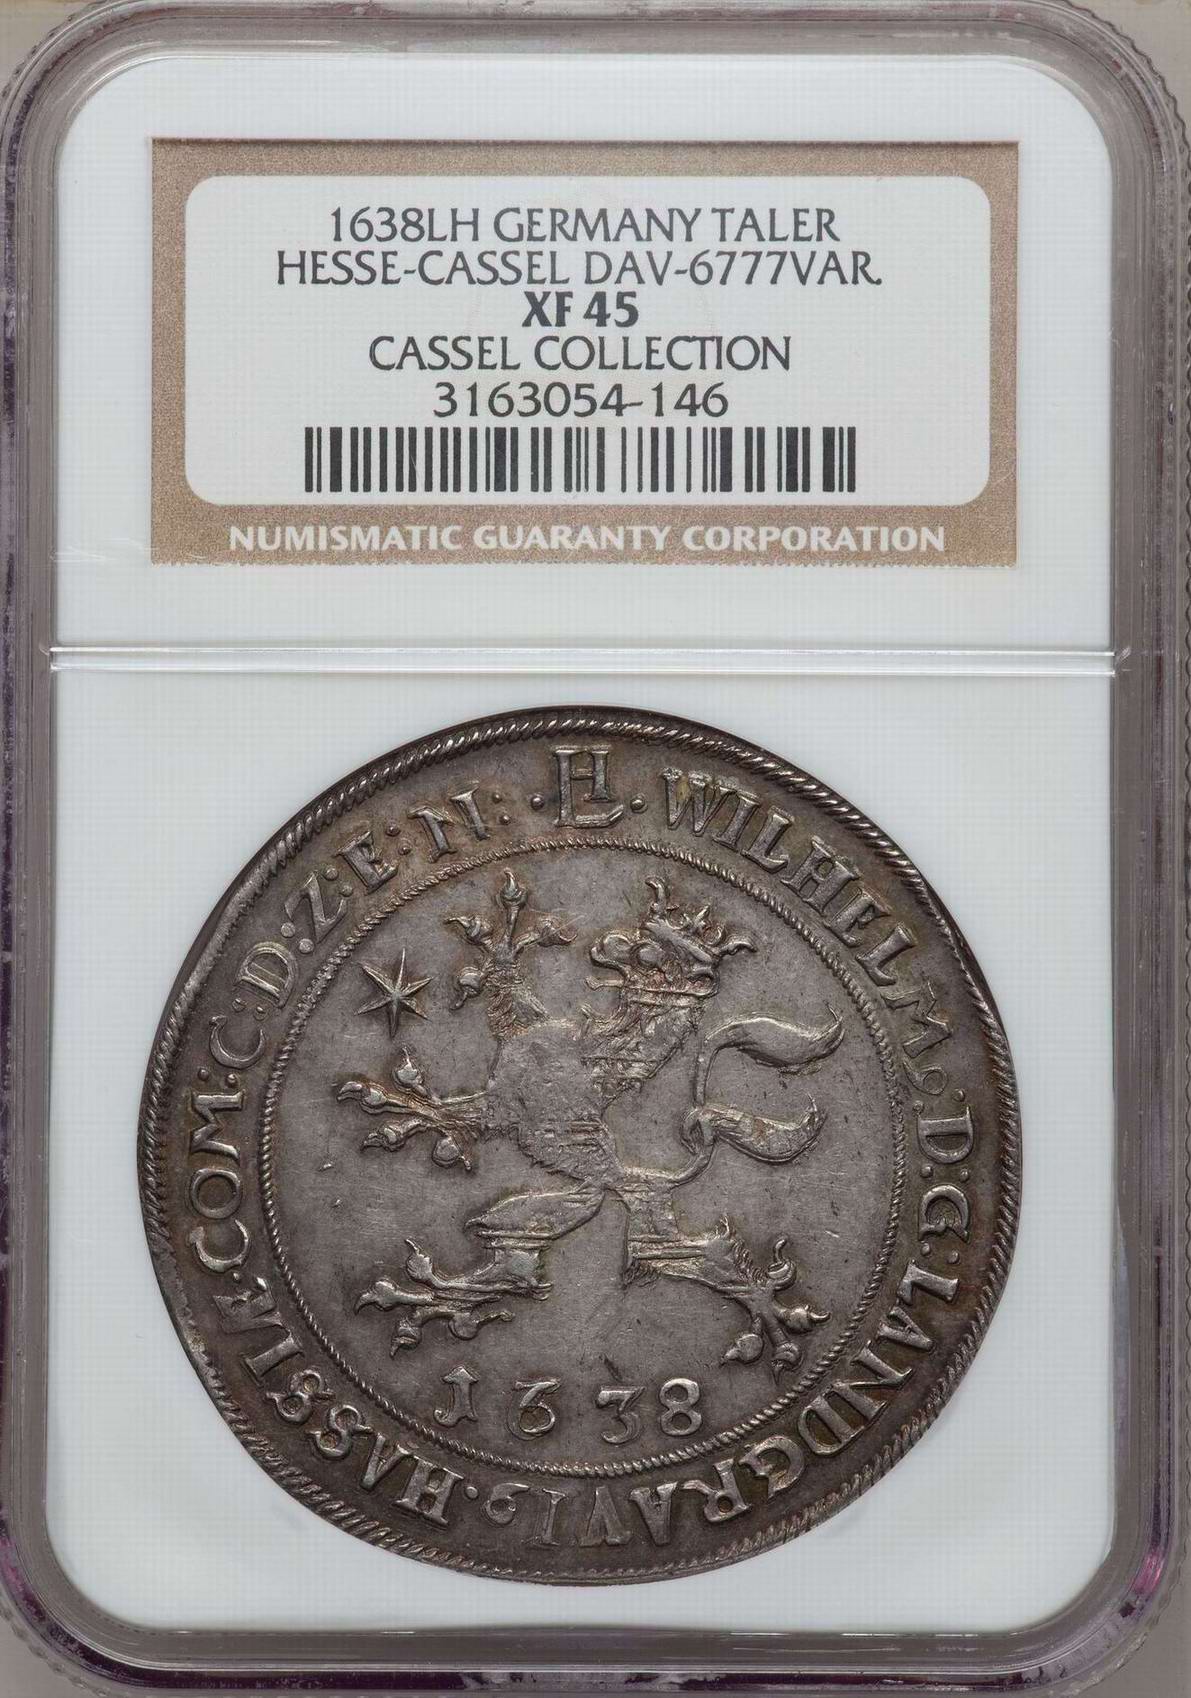 1638LH GERMANY TALER
HESSE-CASSEL DAV-6777VAR.
XF 45
CASSEL COLLECTION
3163054-146
NUMISMATIC GUARANTY CORPORATION
LH · WILHELM9: D: G: LANDGRAVI9 · HASSIÆ · COM: C: D: Z: E: N:
1638